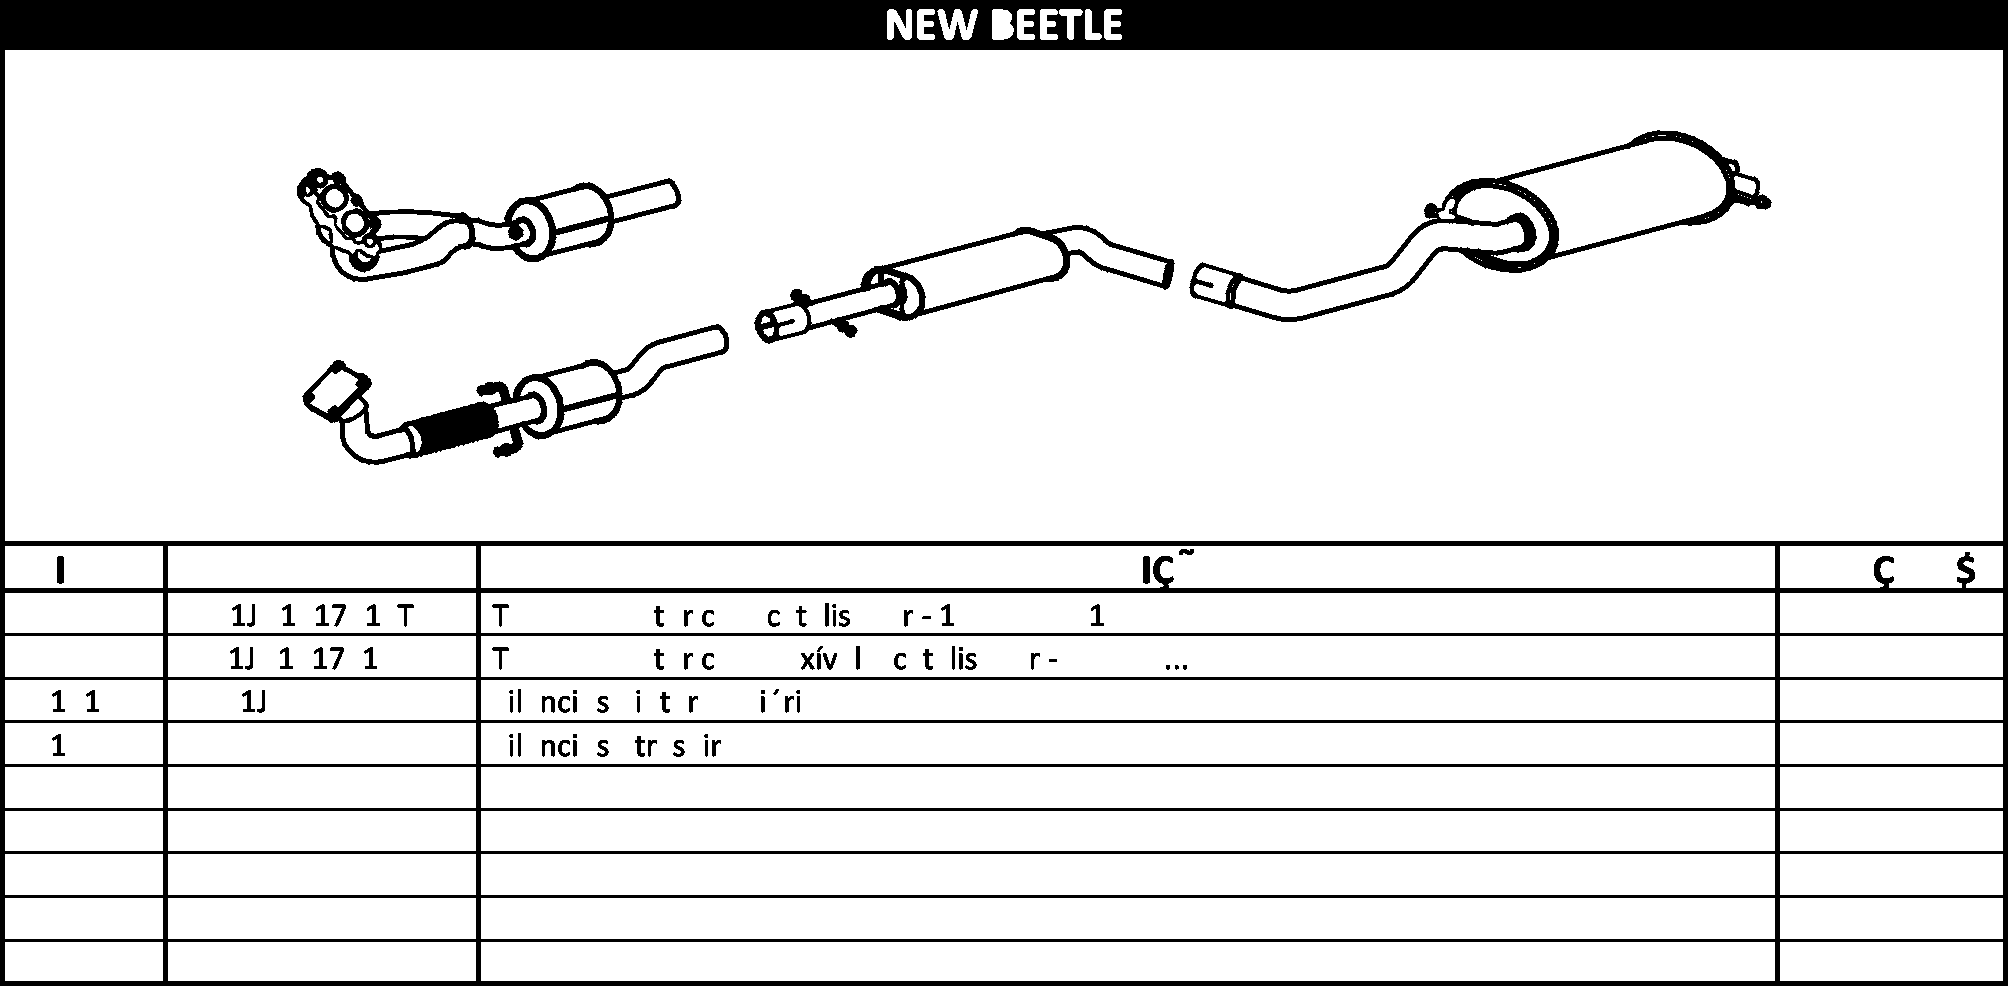 NEW BEETLE
I IÇ˜ Ç $
1J 1 17 1 T T t r c c t lis r - 1 1
1J 1 17 1 T t r c xív l c t lis r - ...
1 1 1J il nci s i t r i´ri
1 il nci s tr s ir